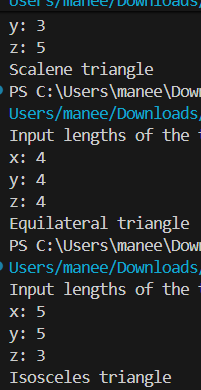 Users/manee/Downloads/
y: 3
z: 5
Scalene triangle
PS C:\Users\manee\Dow
Users/manee/Downloads/
Input lengths of the
x: 4
y: 4
z: 4
Equilateral triangle
PS C:\Users\manee\Dow
Users/manee/Downloads/
Input lengths of the
x: 5
y: 5
z: 3
Isosceles triangle